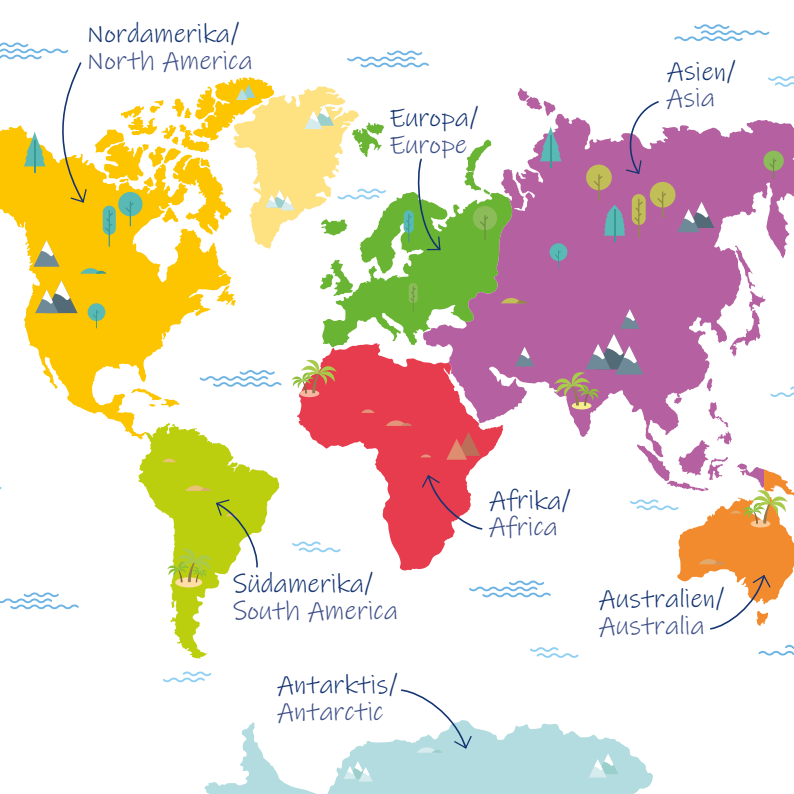 Nordamerika/
North America
Asien/
Asia
Europa/
Europe
Afrika/
Africa
Südamerika/
South America
Australien/
Australia
Antarktis/
Antarctic